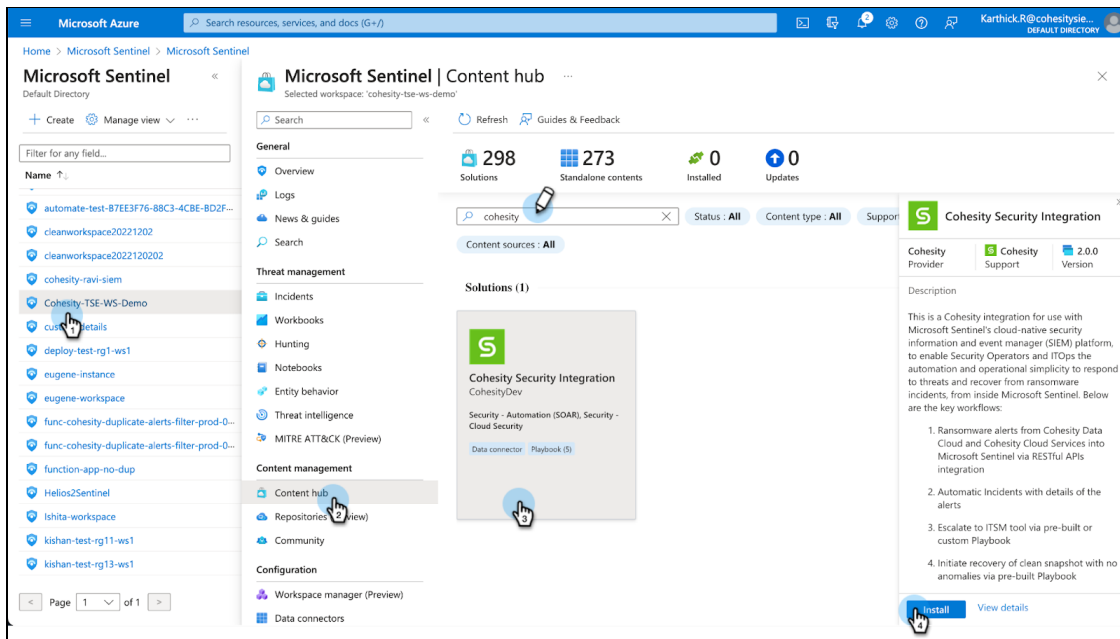 Microsoft Azure
Search resources, services, and docs (G+/)
2
Karthick.R@cohesitysie...
DEFAULT DIRECTORY
Home > Microsoft Sentinel > Microsoft Sentinel
Microsoft Sentinel «
Default Directory
+ Create Manage view ...
Filter for any field...
Name ↑↓
automate-test-B7EE3F76-88C3-4CBE-BD2F-...
cleanworkspace20221202
cleanworkspace2022120202
cohesity-ravi-siem
Cohesity-TSE-WS-Demo
1
deploy-test-rg1-ws1
eugene-instance
eugene-workspace
func-cohesity-duplicate-alerts-filter-prod-0-...
func-cohesity-duplicate-alerts-filter-prod-0-...
function-app-no-dup
Helios2Sentinel
Ishita-workspace
kishan-test-rg11-ws1
kishan-test-rg13-ws1
< Page 1 of 1 >
Microsoft Sentinel | Content hub ...
Selected workspace: 'cohesity-tse-ws-demo'
Search «
General
Overview
Logs
News & guides
Search
Threat management
Incidents
Workbooks
Hunting
Notebooks
Entity behavior
Threat intelligence
MITRE ATT&CK (Preview)
Content management
Content hub
2
Repositories
Community
Configuration
Workspace manager (Preview)
Data connectors
Refresh Guides & Feedback
298
Solutions
273
Standalone contents
0
Installed
0
Updates
cohesity
Status : All
Content type : All
Support
Content sources : All
Solutions (1)
S
Cohesity Security Integration
CohesityDev
Security - Automation (SOAR), Security -
Cloud Security
Data connector Playbook (5)
3
S
Cohesity Security Integration
Cohesity
Provider
Cohesity
Support
2.0.0
Version
Description
This is a Cohesity integration for use with
Microsoft Sentinel's cloud-native security
information and event manager (SIEM) platform,
to enable Security Operators and ITOps the
automation and operational simplicity to respond
to threats and recover from ransomware
incidents, from inside Microsoft Sentinel. Below
are the key workflows:
1. Ransomware alerts from Cohesity Data
Cloud and Cohesity Cloud Services into
Microsoft Sentinel via RESTful APIs
integration
2. Automatic Incidents with details of the
alerts
3. Escalate to ITSM tool via pre-built or
custom Playbook
4. Initiate recovery of clean snapshot with no
anomalies via pre-built Playbook
Install
View details
4